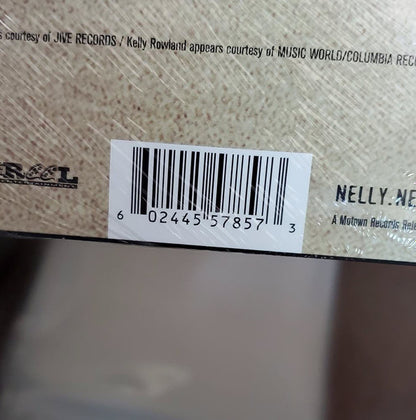 s courtesy of JIVE RECORDS / Kelly Rowland appears courtesy of MUSIC WORLD/COLUMBIA REC
NELLY.NE
A Motown Records Rele
6 02445 57857 3